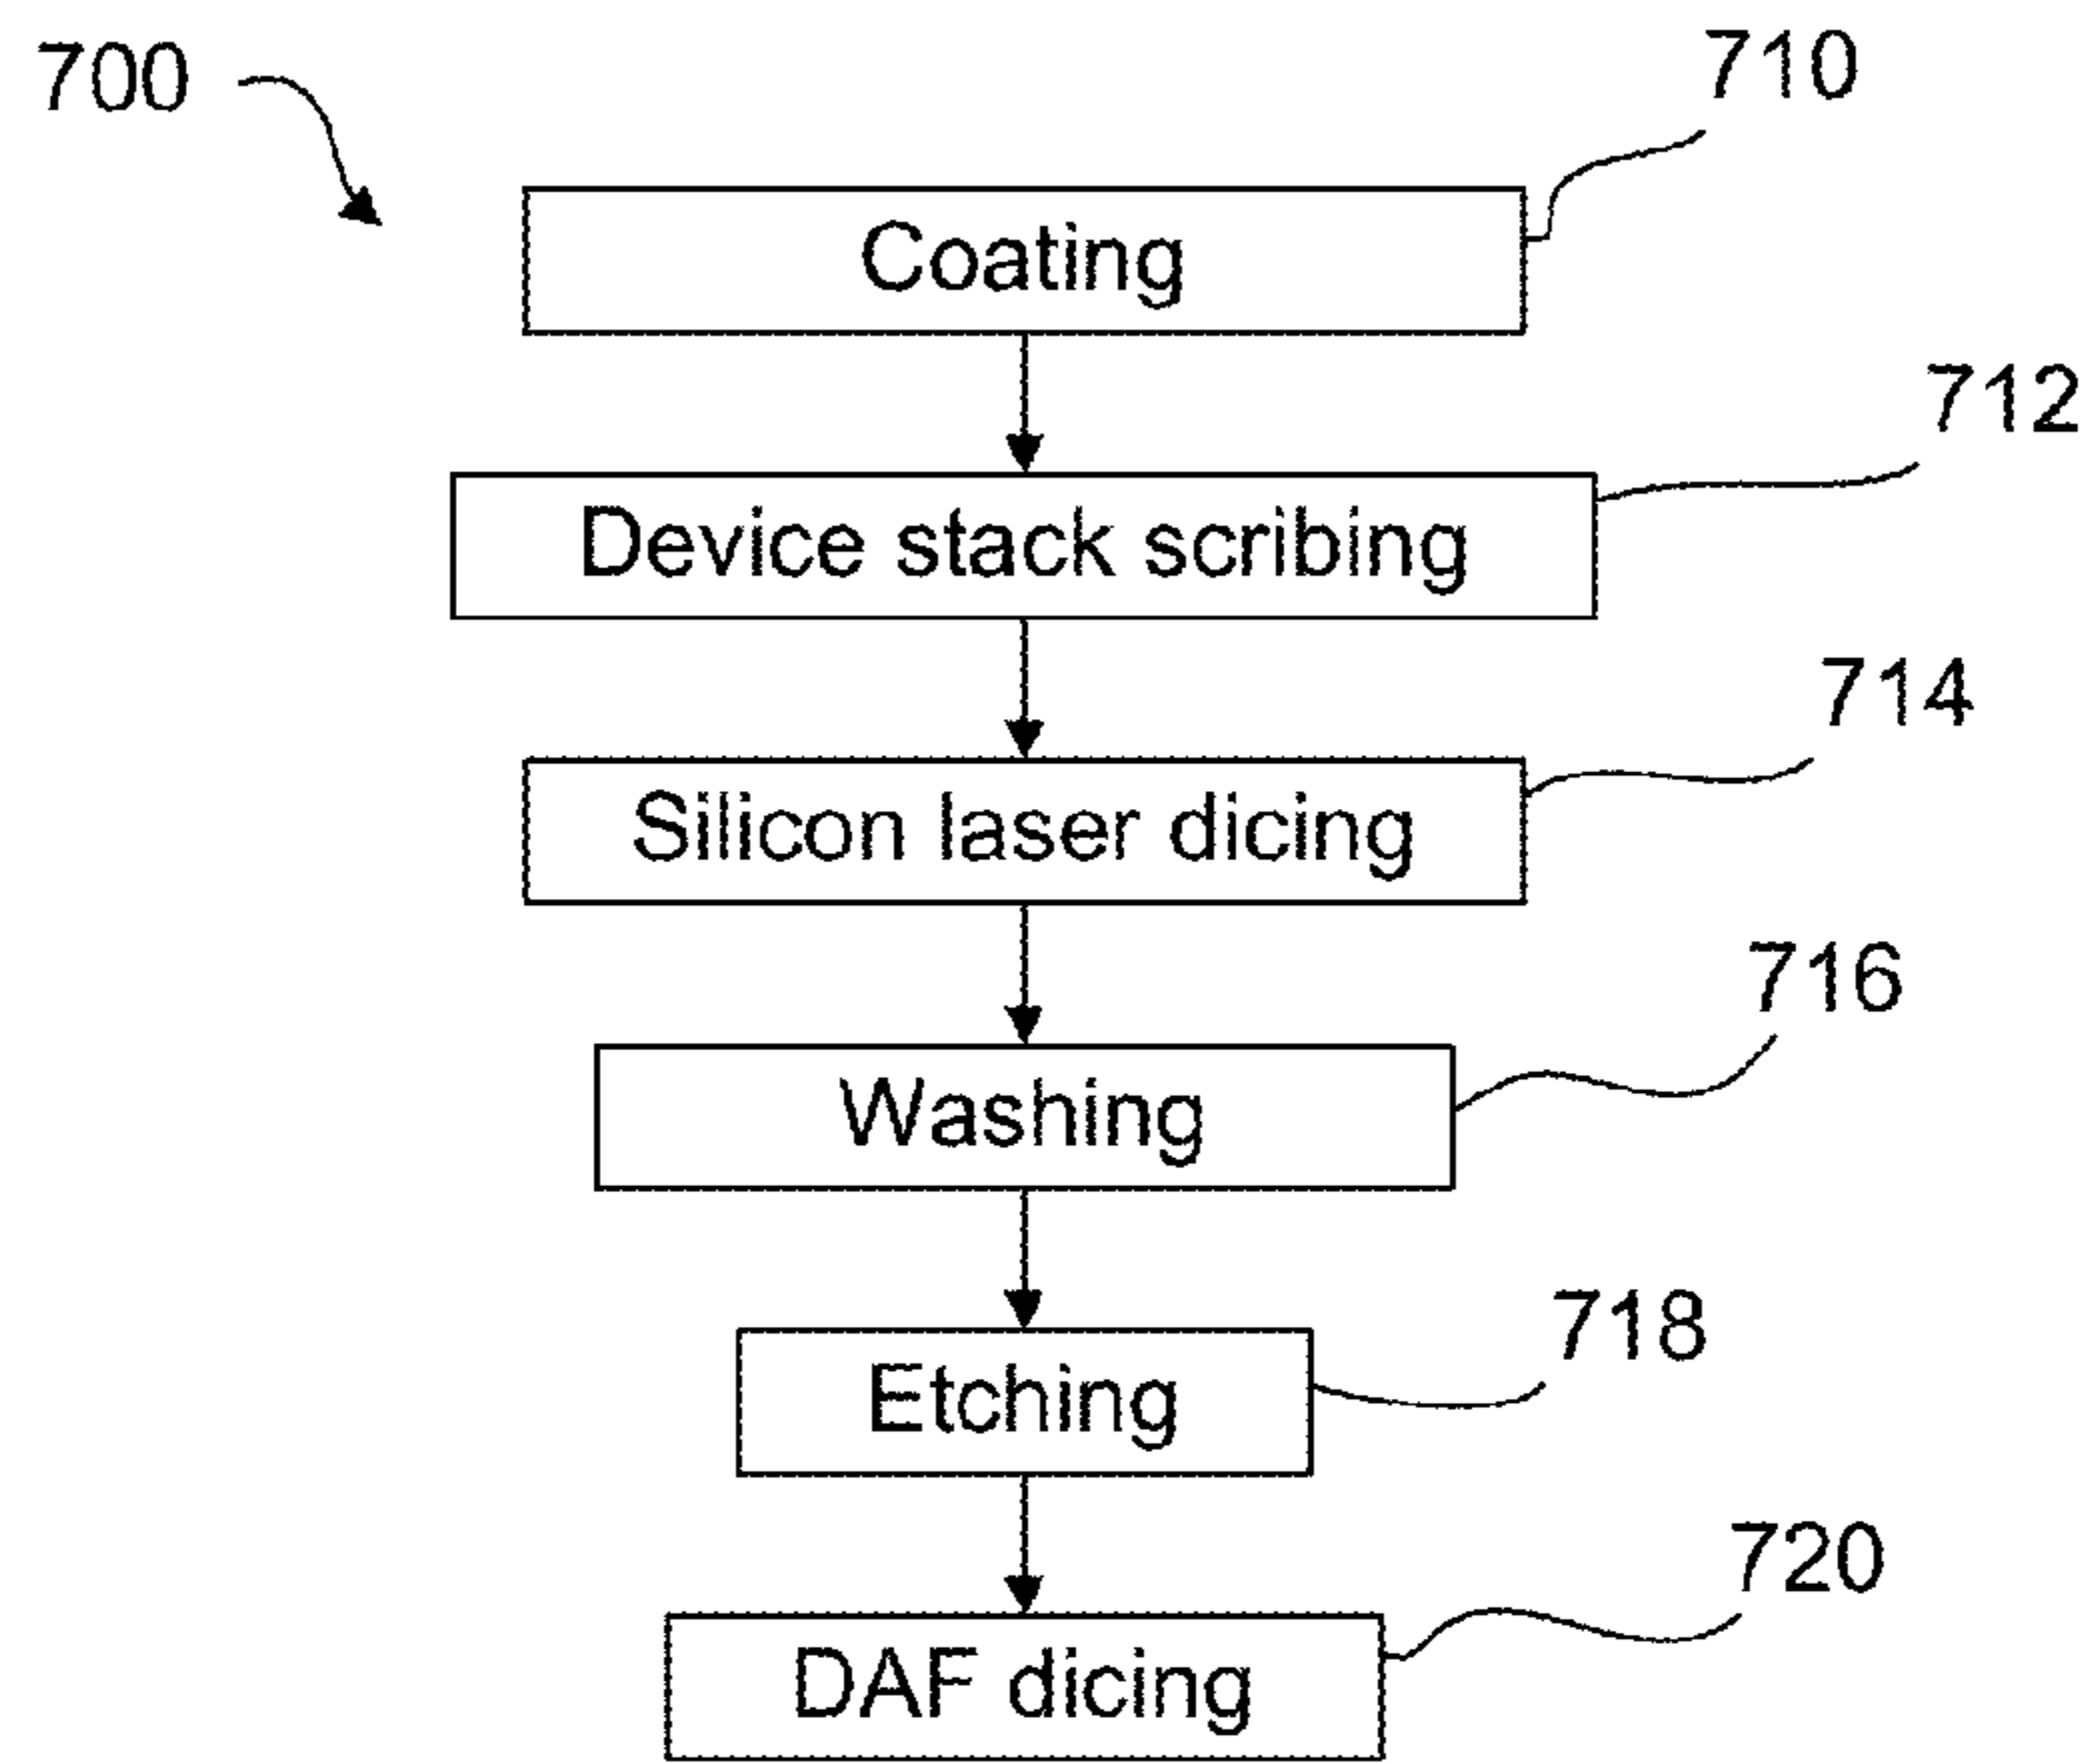 700
710
Coating
712
Device stack scribing
714
Silicon laser dicing
716
Washing
718
Etching
720
DAF dicing